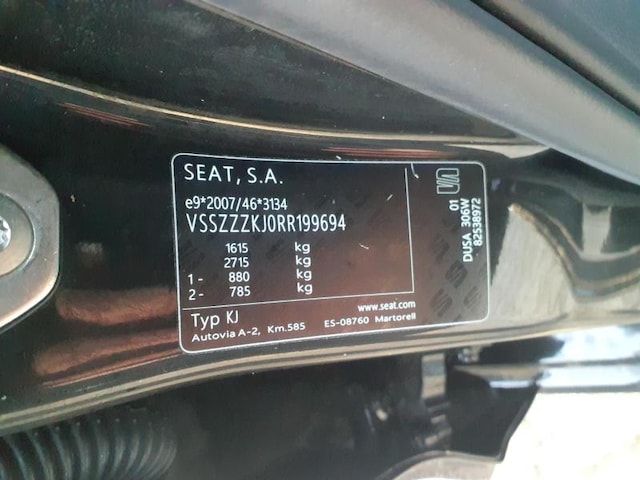 SEAT, S.A.
e9*2007/46*3134
VSSZZZKJ0RR199694
1615 kg
2715 kg
1- 880 kg
2- 785 kg
Typ KJ
www.seat.com
Autovia A-2, Km.585 ES-08760 Martorell
01
DUSA 306W
82538972